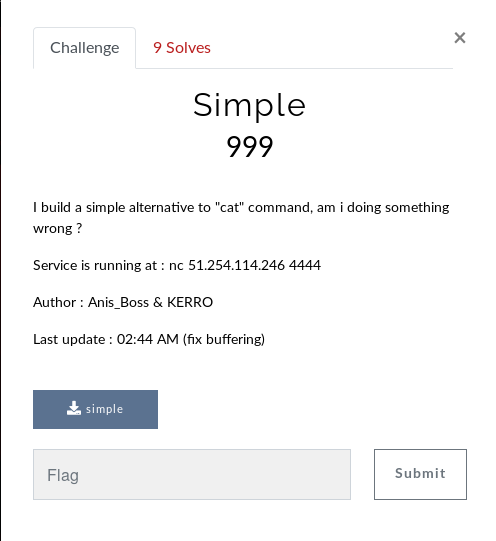 Challenge
9 Solves
×
Simple
999
I build a simple alternative to "cat" command, am i doing something
wrong ?
Service is running at : nc 51.254.114.246 4444
Author : Anis_Boss & KERRO
Last update : 02:44 AM (fix buffering)
simple
Flag
Submit